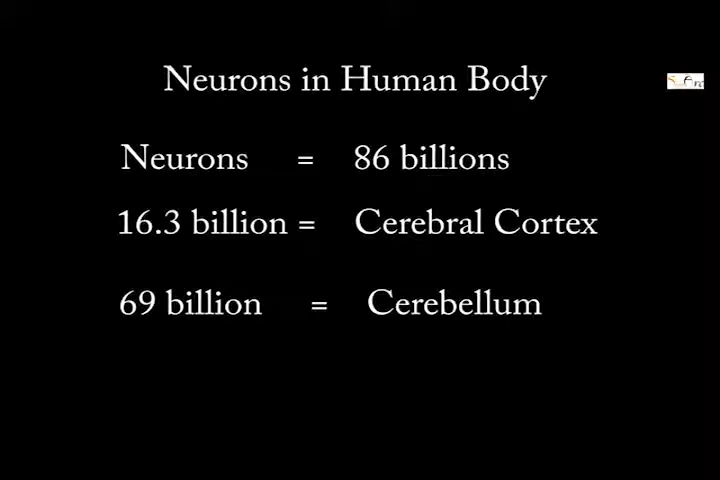 Neurons in Human Body
Neurons = 86 billions
16.3 billion = Cerebral Cortex
69 billion = Cerebellum